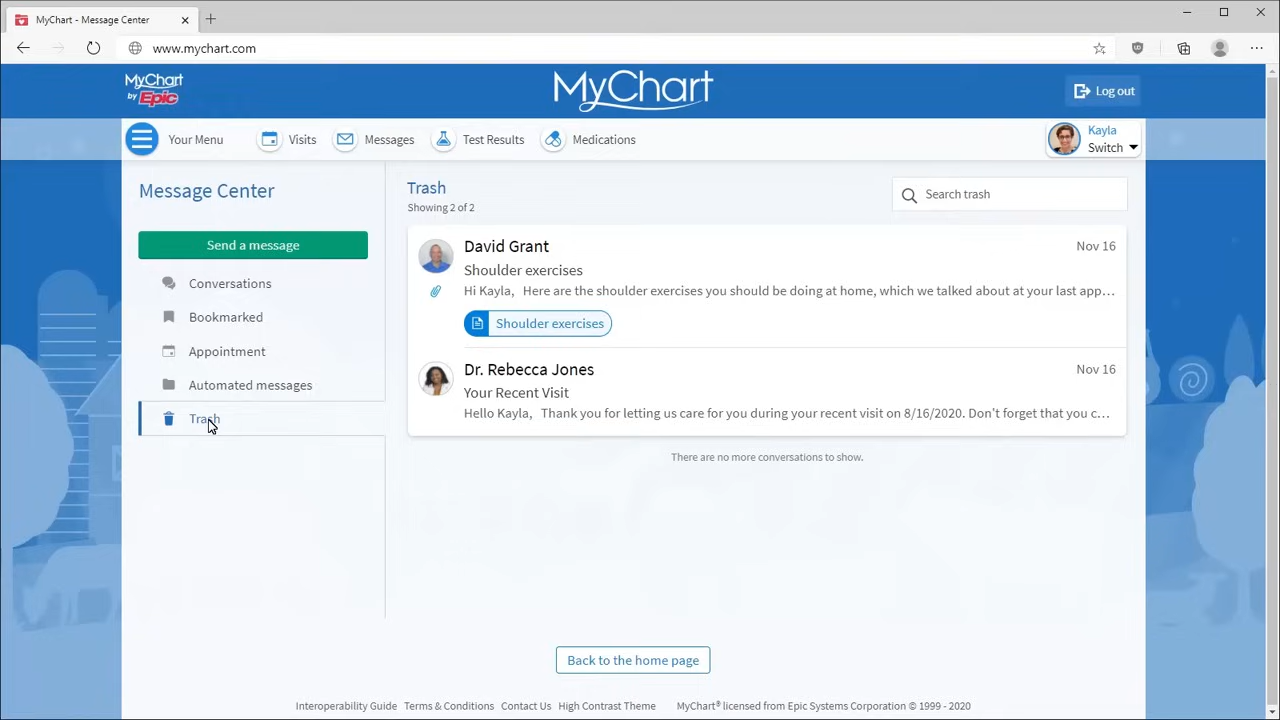 MyChart - Message Center
www.mychart.com
MyChart
by Epic
MyChart
Log out
Your Menu
Visits
Messages
Test Results
Medications
Kayla
Switch
Message Center
Send a message
Conversations
Bookmarked
Appointment
Automated messages
Trash
Trash
Showing 2 of 2
Search trash
David Grant
Nov 16
Shoulder exercises
Hi Kayla, Here are the shoulder exercises you should be doing at home, which we talked about at your last app...
Shoulder exercises
Dr. Rebecca Jones
Nov 16
Your Recent Visit
Hello Kayla, Thank you for letting us care for you during your recent visit on 8/16/2020. Don't forget that you c...
There are no more conversations to show.
Back to the home page
Interoperability Guide Terms & Conditions Contact Us High Contrast Theme MyChart® licensed from Epic Systems Corporation © 1999 - 2020